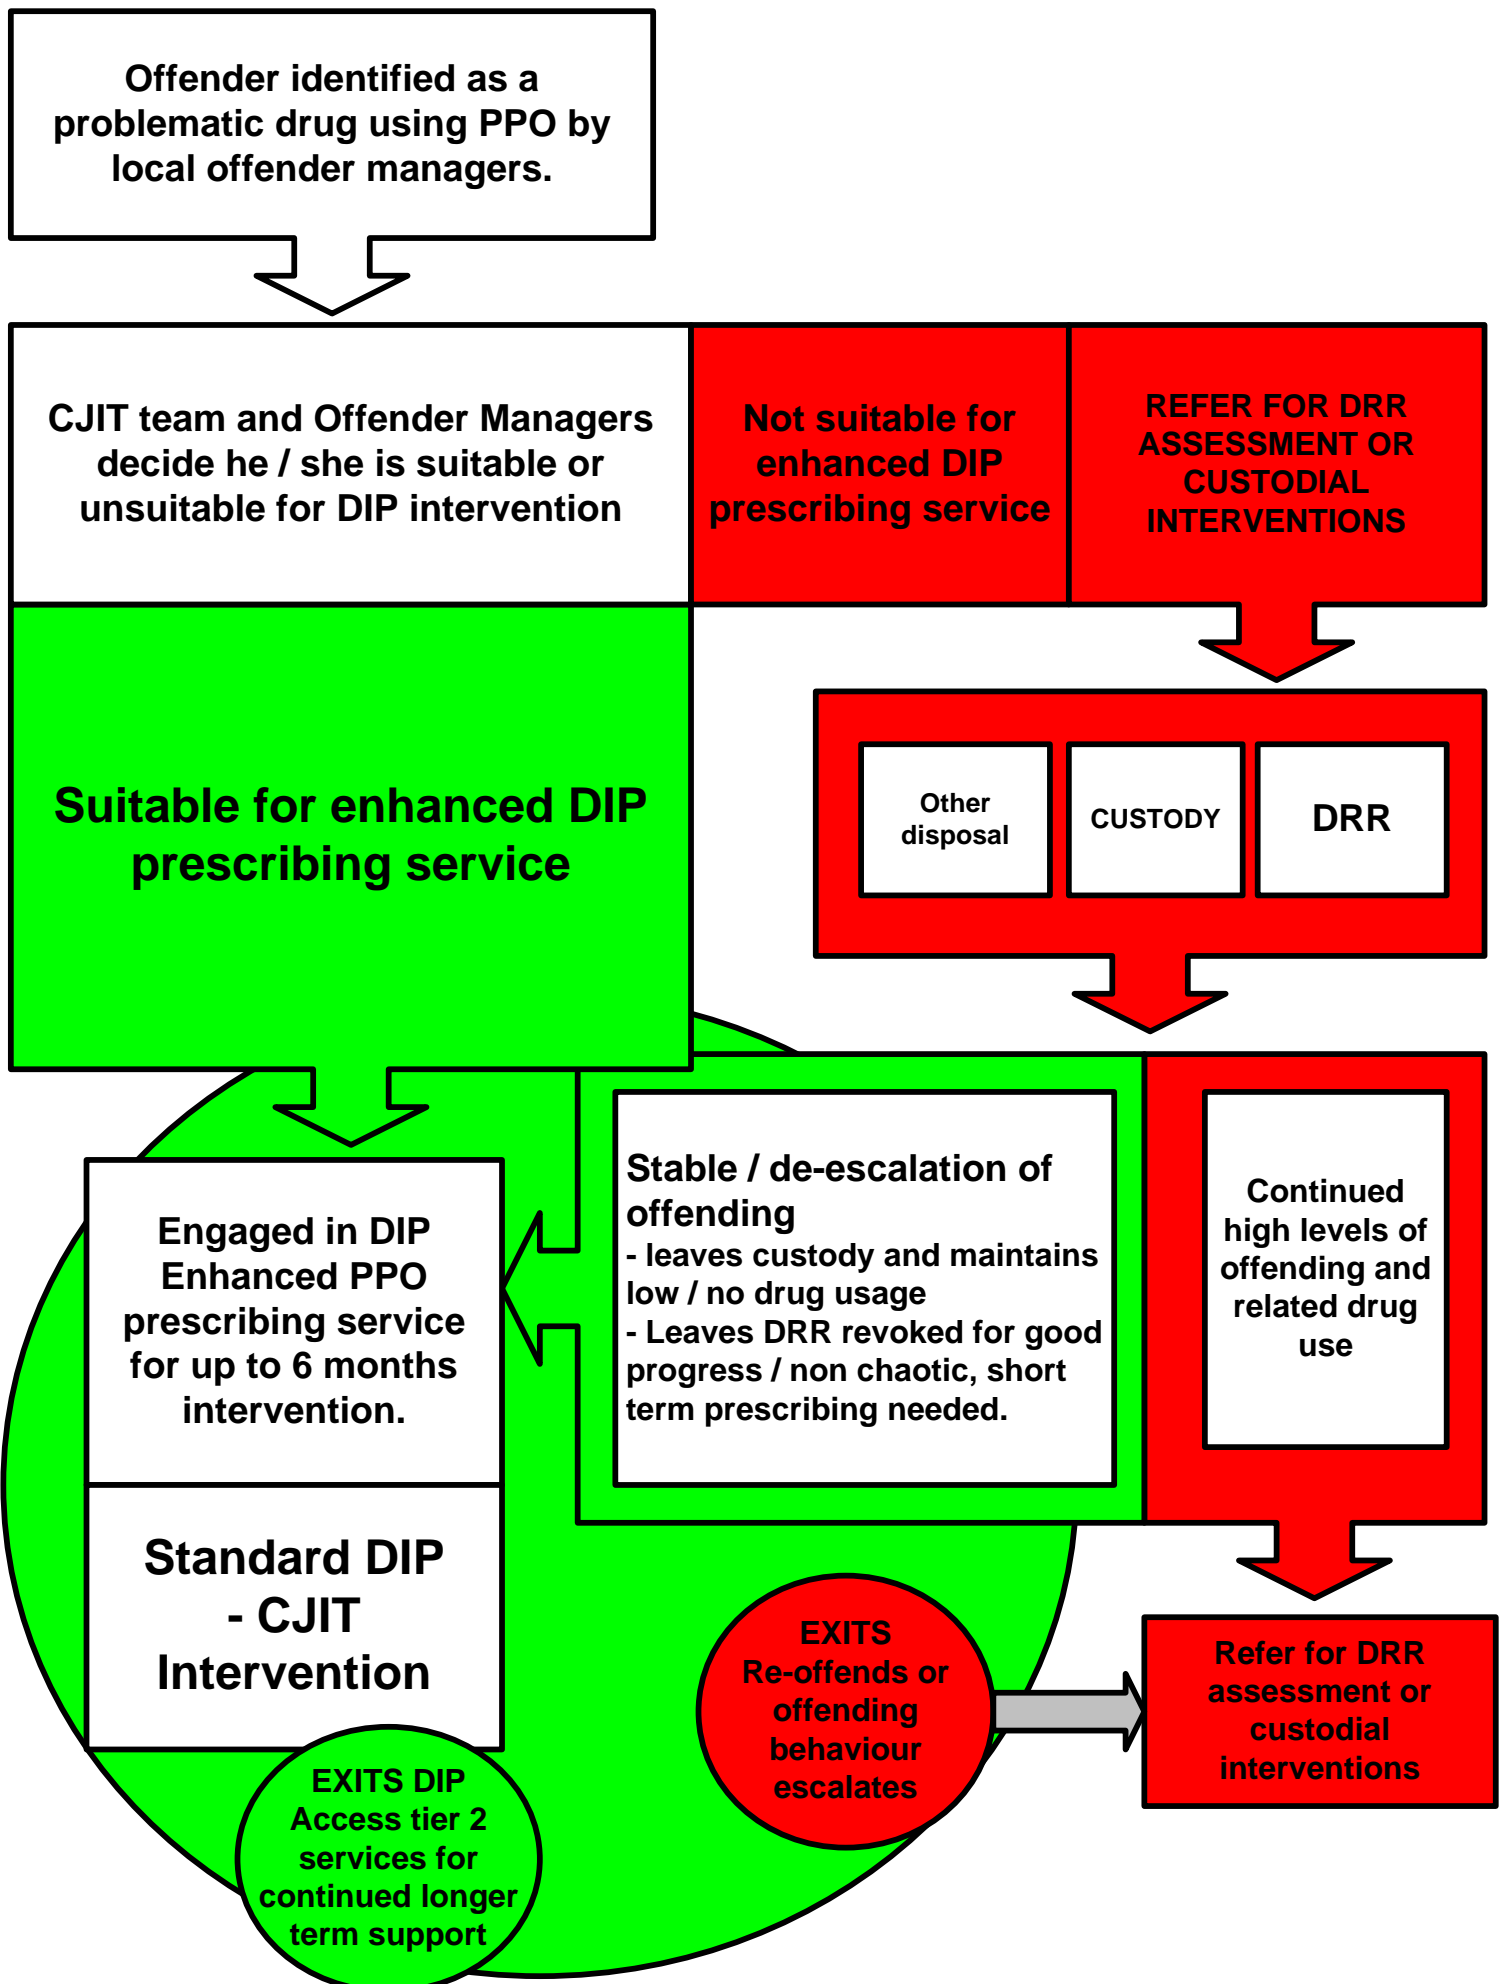 Offender identified as a
problematic drug using PPO by
local offender managers.
CJIT team and Offender Managers
decide he / she is suitable or
unsuitable for DIP intervention
Not suitable for
enhanced DIP
prescribing service
REFER FOR DRR
ASSESSMENT OR
CUSTODIAL
INTERVENTIONS
Suitable for enhanced DIP
prescribing service
Other
disposal
CUSTODY
DRR
Stable / de-escalation of
offending
- leaves custody and maintains
low / no drug usage
- Leaves DRR revoked for good
progress / non chaotic, short
term prescribing needed.
Continued
high levels of
offending and
related drug
use
Engaged in DIP
Enhanced PPO
prescribing service
for up to 6 months
intervention.
Standard DIP
- CJIT
Intervention
EXITS
Re-offends or
offending
behaviour
escalates
Refer for DRR
assessment or
custodial
interventions
EXITS DIP
Access tier 2
services for
continued longer
term support